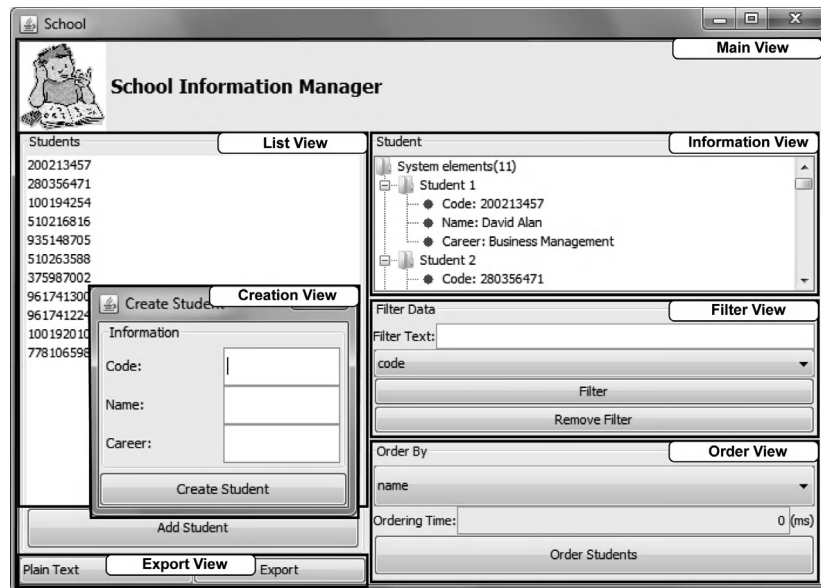 School
Main View
School Information Manager
Students
List View
200213457
280356471
100194254
510216816
935148705
510263588
375987002
961741300
961741224
100192010
778106598
Create Stude
Creation View
Information
Code:
Name:
Career:
Create Student
Add Student
Export View
Plain Text
Export
Student
Information View
System elements(11)
Student 1
Code: 200213457
Name: David Alan
Career: Business Management
Student 2
Code: 280356471
Filter Data
Filter View
Filter Text:
code
Filter
Remove Filter
Order By
Order View
name
Ordering Time:
0 (ms)
Order Students